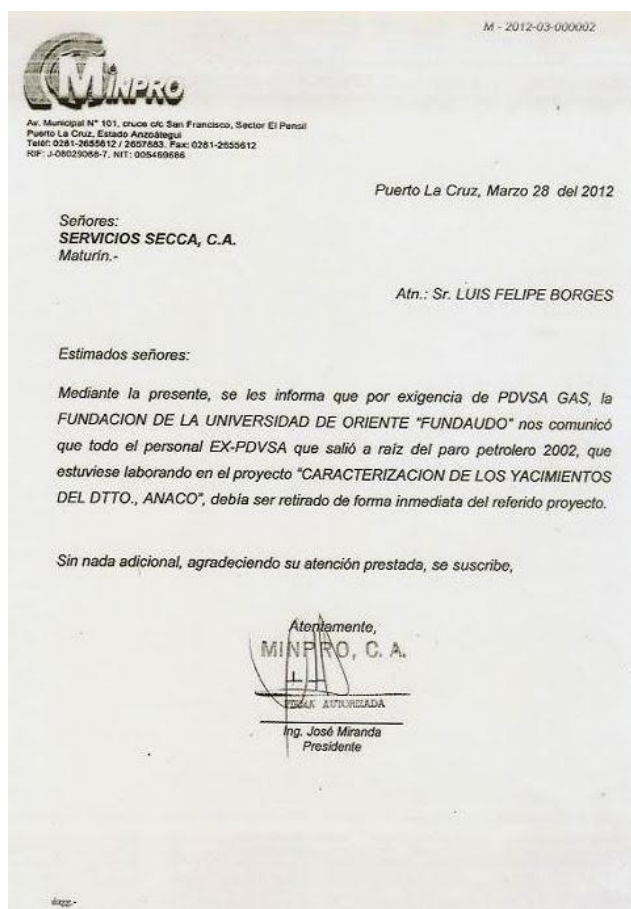 M - 2012-03-000002
MINPRO
Av. Municipal N° 101, cruce c/c San Francisco, Sector El Pensil
Puerto La Cruz, Estado Anzoátegui
Teléf: 0281-2655612 / 2657683. Fax: 0281-2655612
RIF: J-08029068-7. NIT: 005469686
Puerto La Cruz, Marzo 28 del 2012
Señores:
SERVICIOS SECCA, C.A.
Maturín.-
Atn.: Sr. LUIS FELIPE BORGES
Estimados señores:
Mediante la presente, se les informa que por exigencia de PDVSA GAS, la
FUNDACION DE LA UNIVERSIDAD DE ORIENTE "FUNDAUDO" nos comunicó
que todo el personal EX-PDVSA que salió a raíz del paro petrolero 2002, que
estuviese laborando en el proyecto "CARACTERIZACION DE LOS YACIMIENTOS
DEL DTTO., ANACO", debía ser retirado de forma inmediata del referido proyecto.
Sin nada adicional, agradeciendo su atención prestada, se suscribe,
Atentamente,
MINPRO, C. A.
FIRMA AUTORIZADA
Ing. José Miranda
Presidente